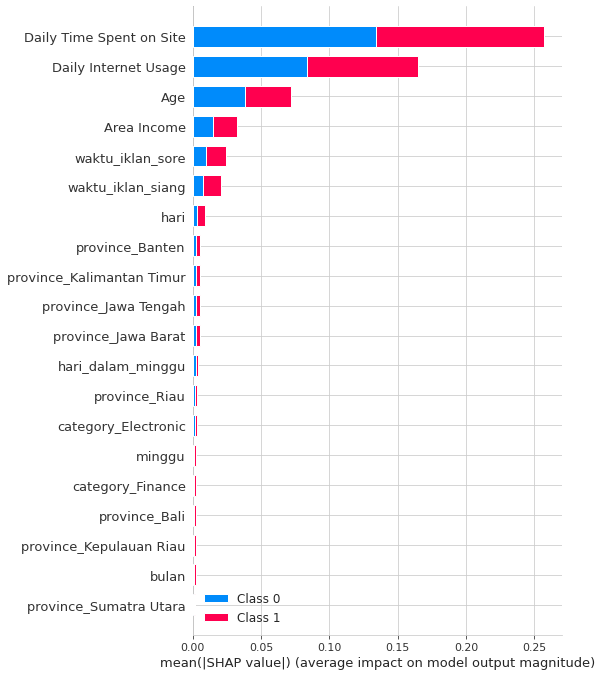 Daily Time Spent on Site
Daily Internet Usage
Age
Area Income
waktu_iklan_sore
waktu_iklan_siang
hari
province_Banten
province_Kalimantan Timur
province_Jawa Tengah
province_Jawa Barat
hari_dalam_minggu
province_Riau
category_Electronic
minggu
category_Finance
province_Bali
province_Kepulauan Riau
bulan
province_Sumatra Utara
Class 0
Class 1
0.00 0.05 0.10 0.15 0.20 0.25
mean(|SHAP value|) (average impact on model output magnitude)